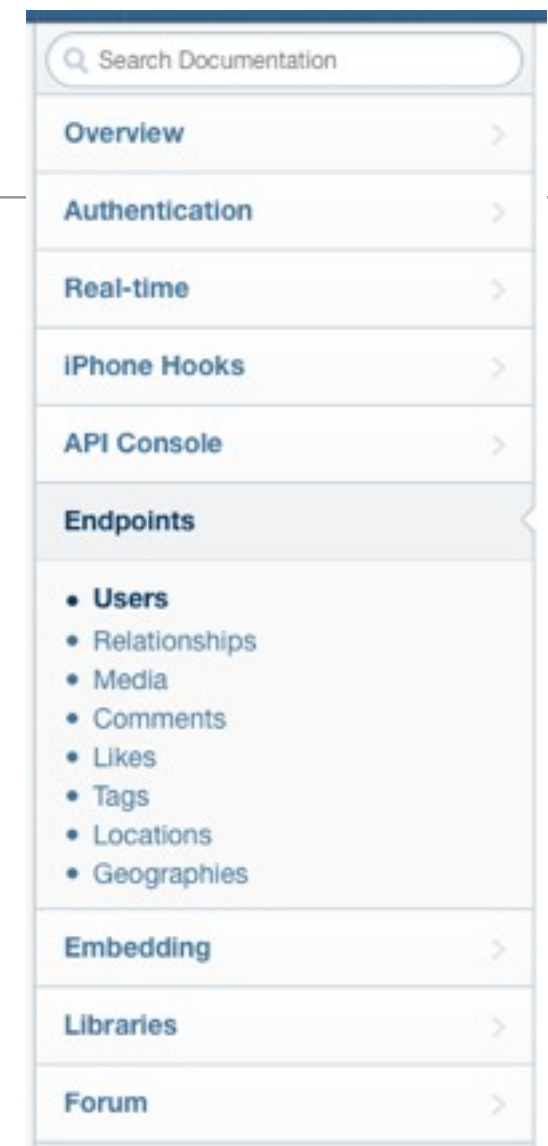 Search Documentation
Overview
Authentication
Real-time
iPhone Hooks
API Console
Endpoints
• Users
• Relationships
• Media
• Comments
• Likes
• Tags
• Locations
• Geographies
Embedding
Libraries
Forum